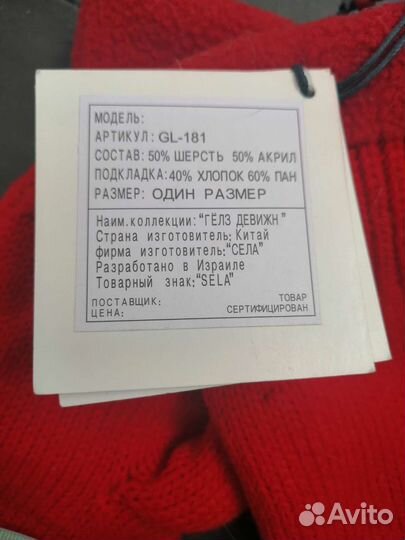 МОДЕЛЬ:
АРТИКУЛ: GL-181
СОСТАВ: 50% ШЕРСТЬ 50% АКРИЛ
ПОДКЛАДКА: 40% ХЛОПОК 60% ПАН
РАЗМЕР: ОДИН РАЗМЕР
Наим.коллекции: "ГЁЛЗ ДЕВИЖН"
Страна изготовитель: Китай
фирма изготовитель: "СЕЛА"
Разработано в Израиле
Товарный знак: "SELA"
ПОСТАВЩИК: ТОВАР
ЦЕНА: СЕРТИФИЦИРОВАН
Avito